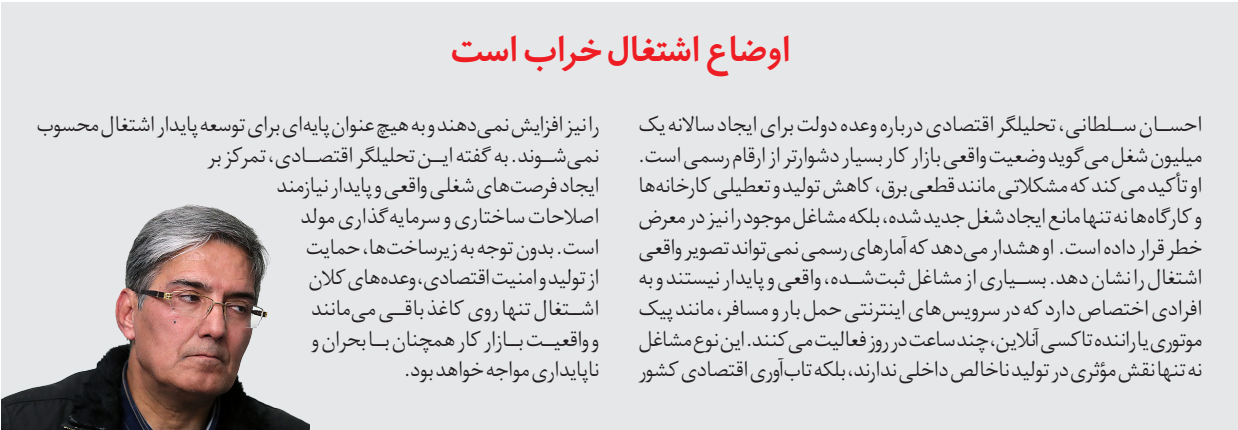 اوضاع اشتغال خراب است
احسان سلطانی، تحلیلگر اقتصادی درباره وعده دولت برای ایجاد سالانه یک
میلیون شغل می‌گوید وضعیت واقعی بازار کار بسیار دشوارتر از ارقام رسمی است.
او تأکید می‌کند که مشکلاتی مانند قطعی برق، کاهش تولید و تعطیلی کارخانه‌ها
و کارگاه‌ها نه تنها مانع ایجاد شغل جدید شده، بلکه مشاغل موجود را نیز در معرض
خطر قرار داده است. او هشدار می‌دهد که آمارهای رسمی نمی‌تواند تصویر واقعی
اشتغال را نشان دهد. بسیاری از مشاغل ثبت‌شده، واقعی و پایدار نیستند و به
افرادی اختصاص دارد که در سرویس‌های اینترنتی حمل بار و مسافر، مانند پیک
موتوری یا راننده تاکسی آنلاین، چند ساعت در روز فعالیت می‌کنند. این نوع مشاغل
نه تنها نقش مؤثری در تولید ناخالص داخلی ندارند، بلکه تاب‌آوری اقتصادی کشور
را نیز افزایش نمی‌دهند و به هیچ عنوان پایه‌ای برای توسعه پایدار اشتغال محسوب
نمی‌شوند. به گفته این تحلیلگر اقتصادی، تمرکز بر
ایجاد فرصت‌های شغلی واقعی و پایدار نیازمند
اصلاحات ساختاری و سرمایه‌گذاری مولد
است. بدون توجه به زیرساخت‌ها، حمایت
از تولید و امنیت اقتصادی، وعده‌های کلان
اشتغال تنها روی کاغذ باقی می‌مانند
و واقعیت بازار کار همچنان با بحران و
ناپایداری مواجه خواهد بود.